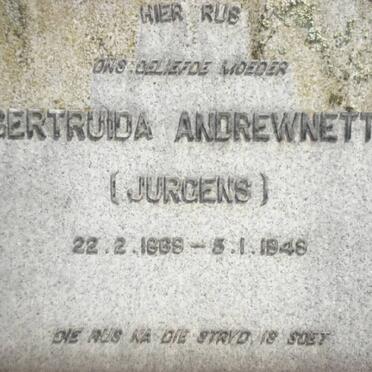 HIER RUS
ONS GELIEFDE MOEDER
GERTRUIDA ANDREWNETT
(JURGENS)
22.2.1868 – 5.1.1948
DIE RUS NA DIE STRYD IS SOET